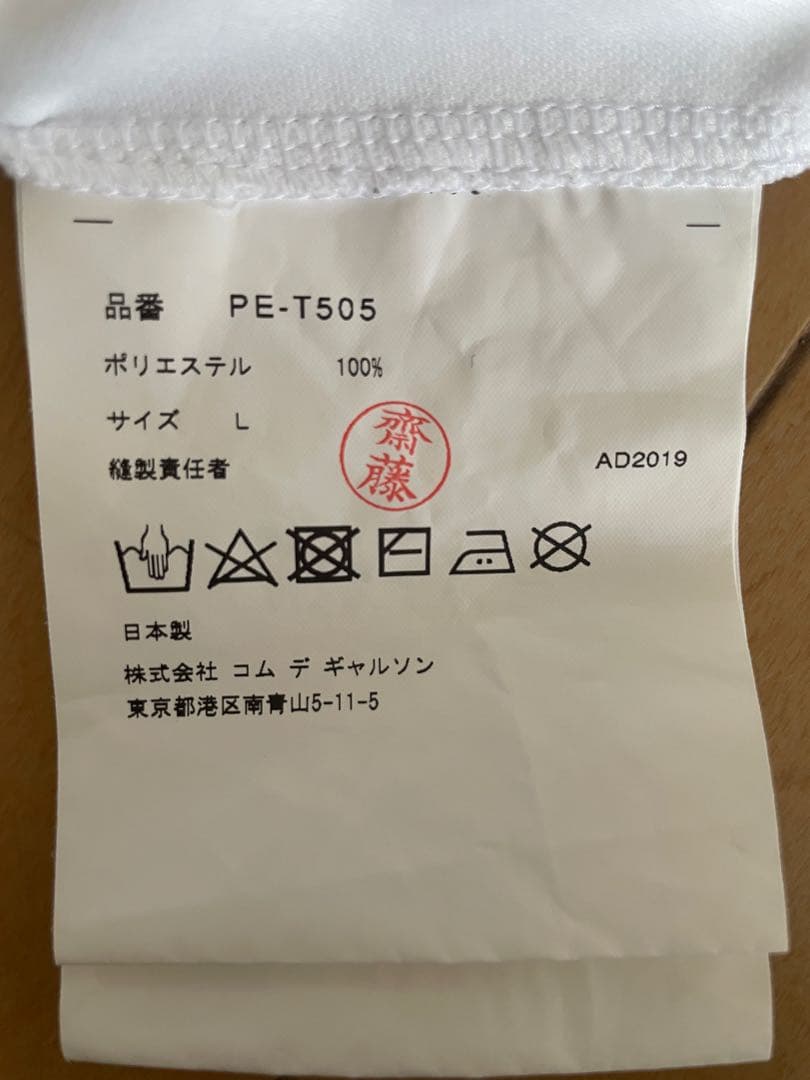 品番 PE-T505
ポリエステル 100%
サイズ L
縫製責任者 齋藤 AD2019
日本製
株式会社 コム デ ギャルソン
東京都港区南青山5-11-5